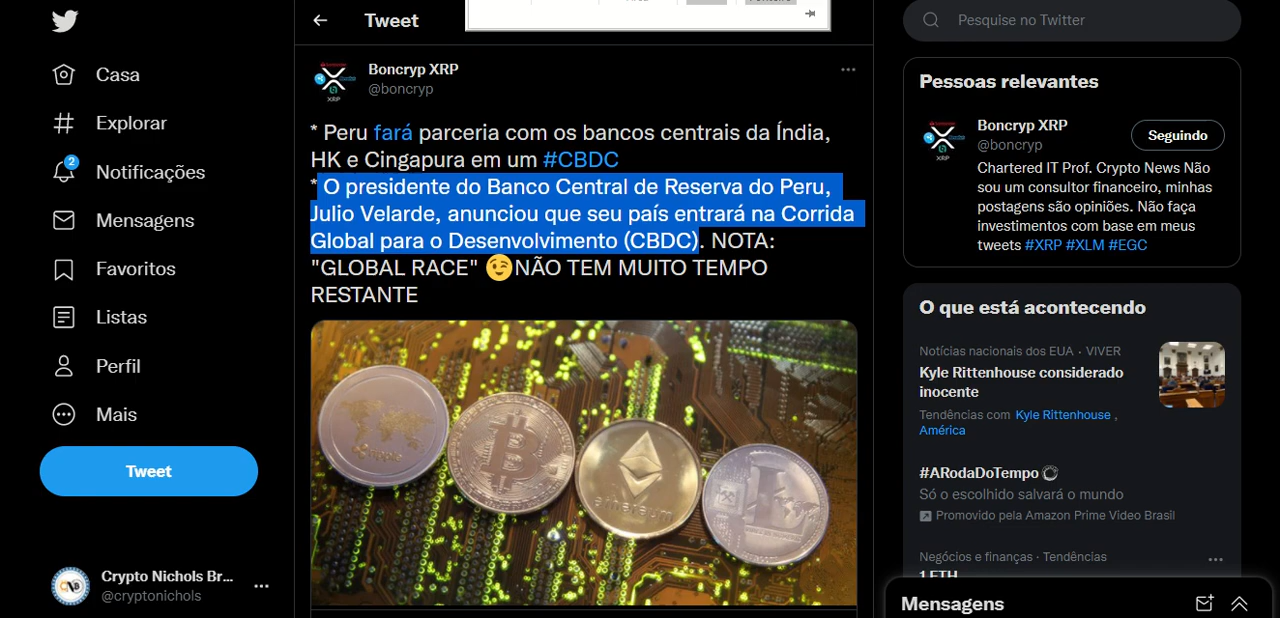 Tweet
Pesquise no Twitter
Casa
Explorar
2
Notificações
Mensagens
Favoritos
Listas
Perfil
Mais
Tweet
Crypto Nichols Br...
@cryptonichols
Boncryp XRP
@boncryp
* Peru fará parceria com os bancos centrais da Índia,
HK e Cingapura em um #CBDC
* O presidente do Banco Central de Reserva do Peru,
Julio Velarde, anunciou que seu país entrará na Corrida
Global para o Desenvolvimento (CBDC). NOTA:
"GLOBAL RACE" 😉NÃO TEM MUITO TEMPO
RESTANTE
ripple
ethereum
Pessoas relevantes
Boncryp XRP
@boncryp
Seguindo
Chartered IT Prof. Crypto News Não
sou um consultor financeiro, minhas
postagens são opiniões. Não faça
investimentos com base em meus
tweets #XRP #XLM #EGC
O que está acontecendo
Notícias nacionais dos EUA · VIVER
Kyle Rittenhouse considerado
inocente
Tendências com Kyle Rittenhouse ,
América
#ARodaDoTempo
Só o escolhido salvará o mundo
Promovido pela Amazon Prime Video Brasil
Negócios e finanças · Tendências
1 ETH
Mensagens